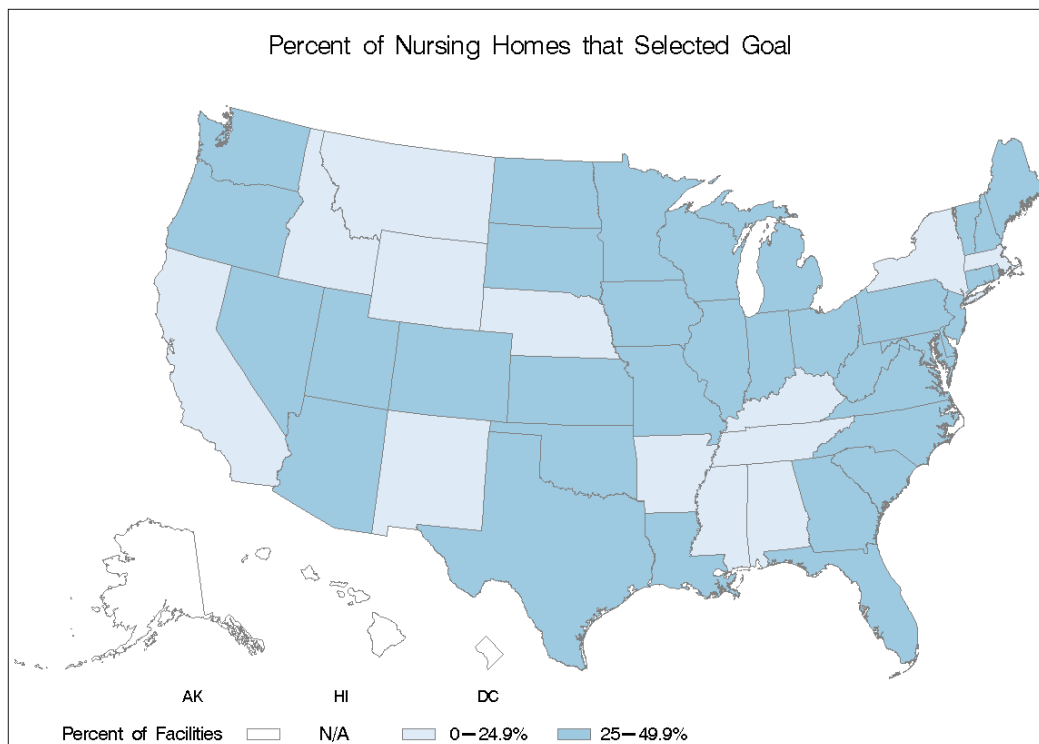 Percent of Nursing Homes that Selected Goal
AK HI DC
Percent of Facilities N/A 0-24.9% 25-49.9%